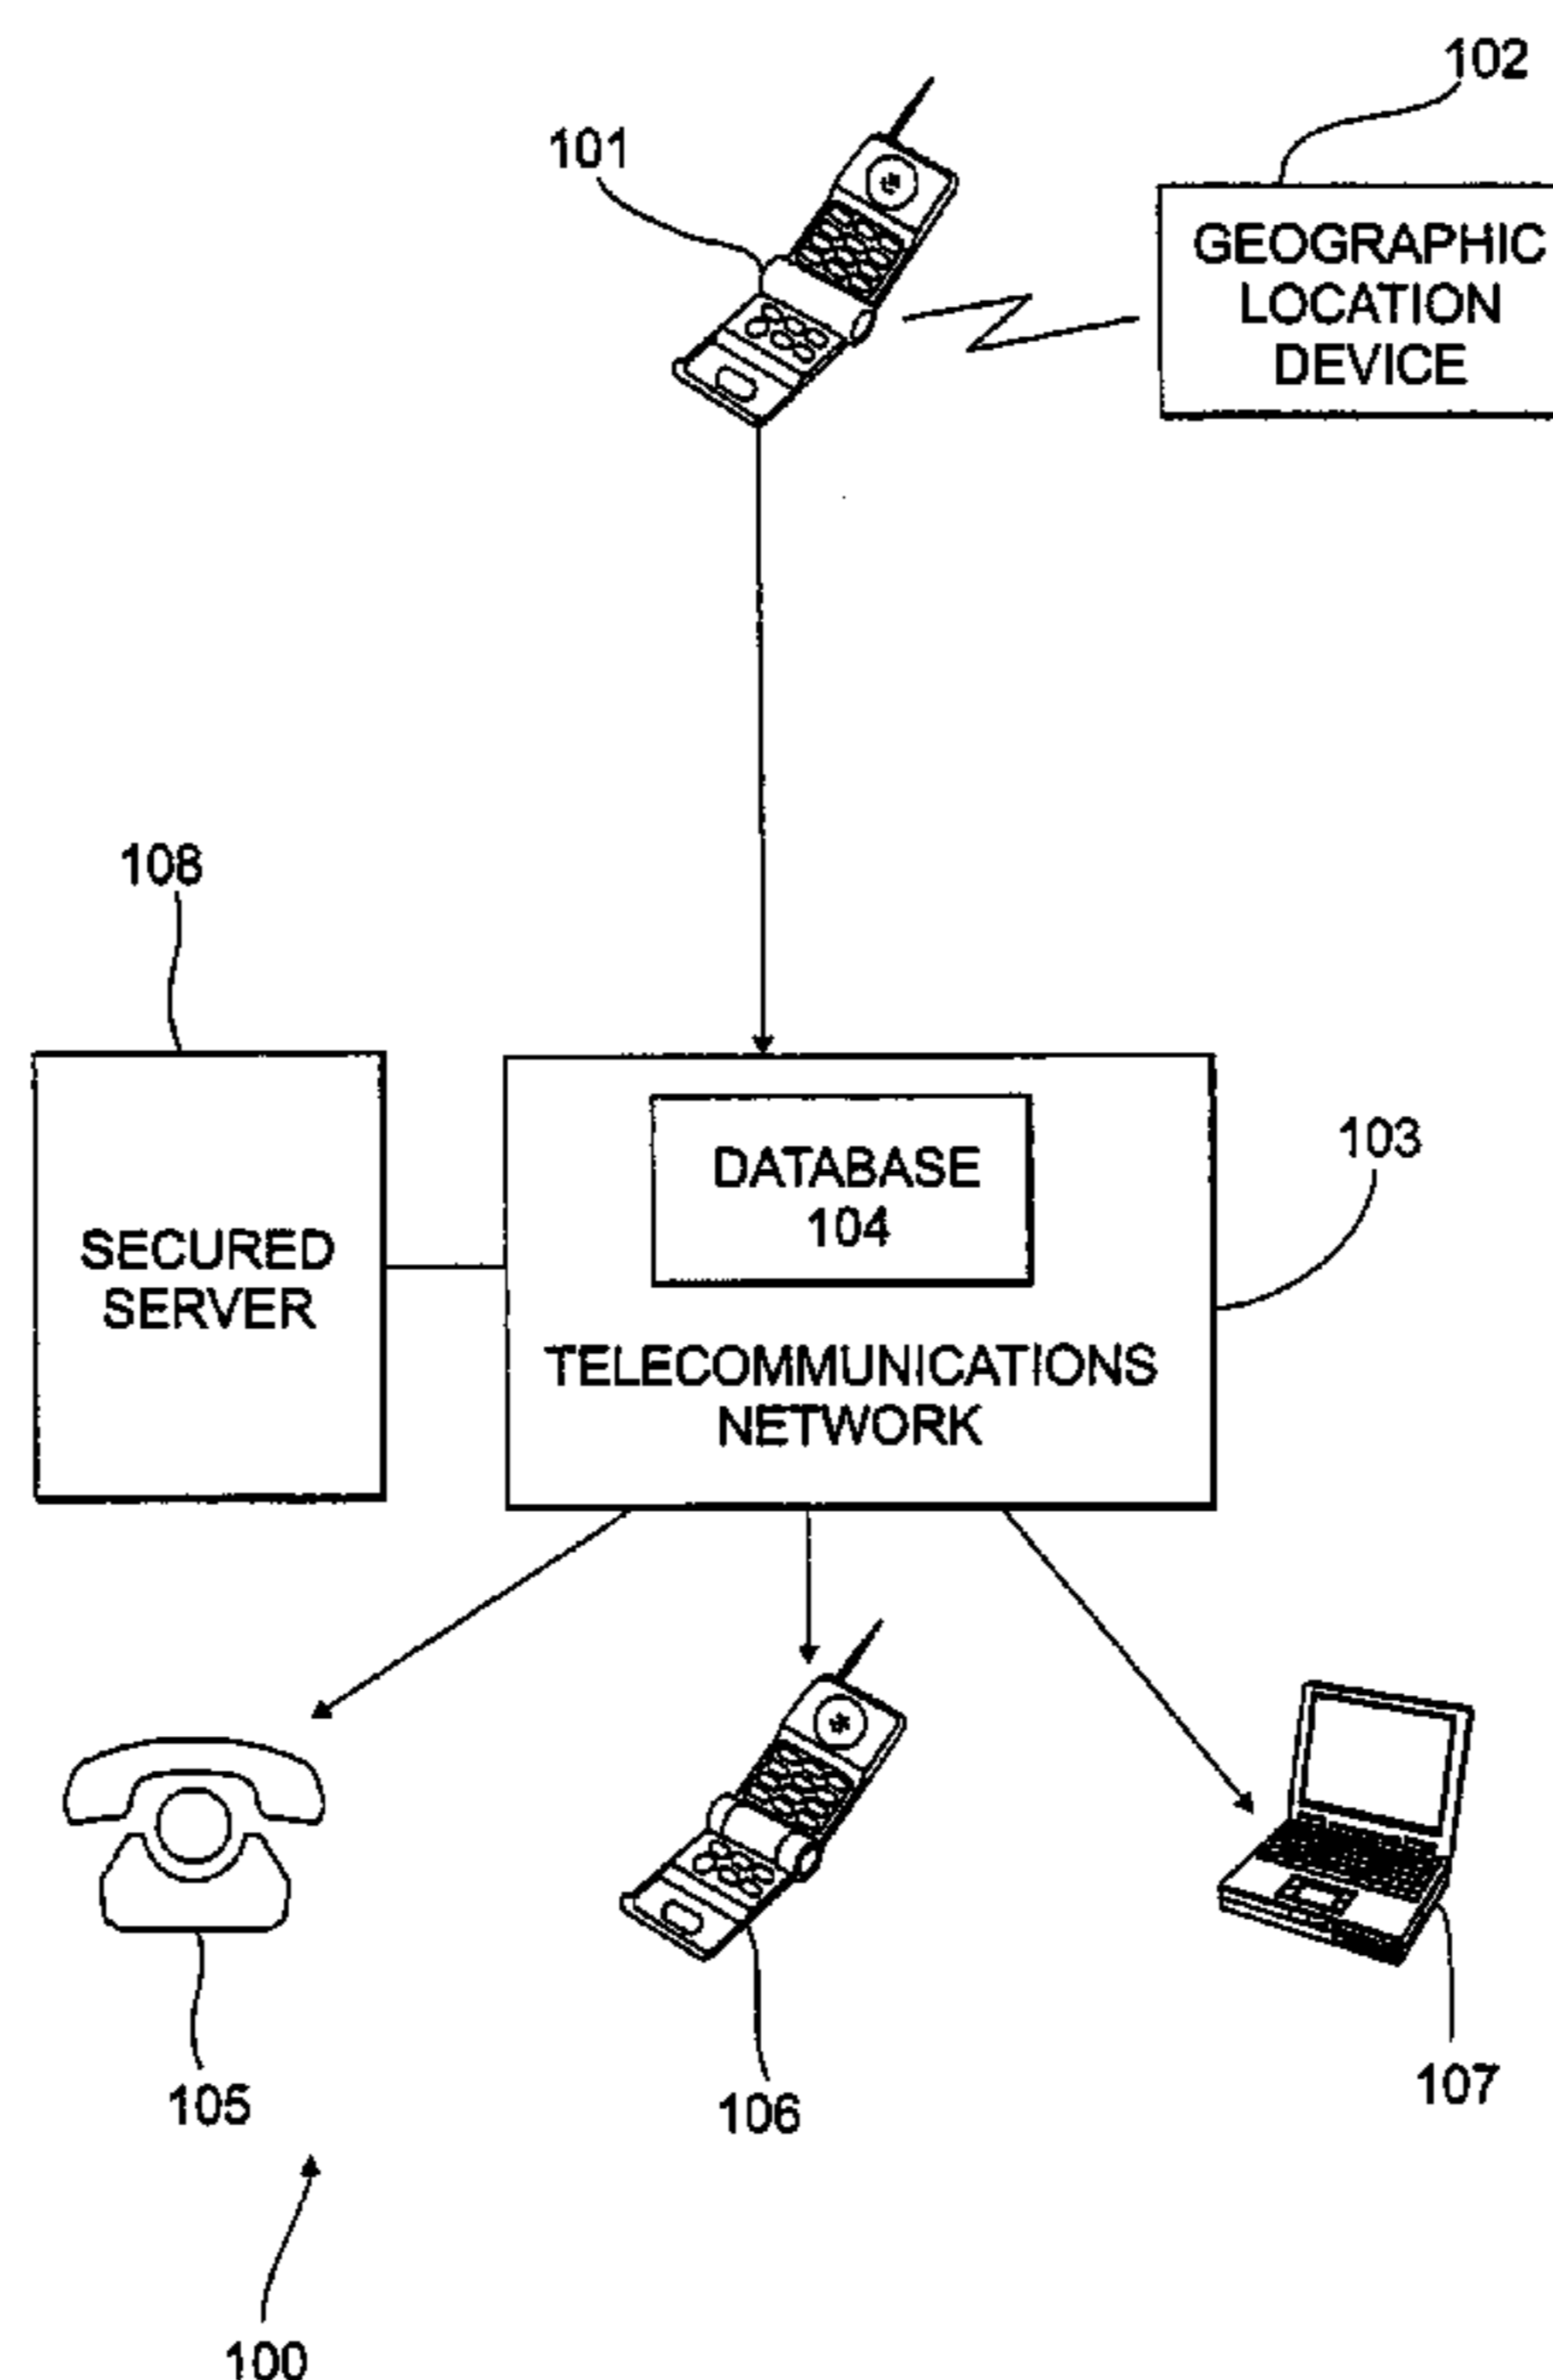 102
101
GEOGRAPHIC
LOCATION
DEVICE
108
103
DATABASE
104
SECURED
SERVER
TELECOMMUNICATIONS
NETWORK
105
106
107
100